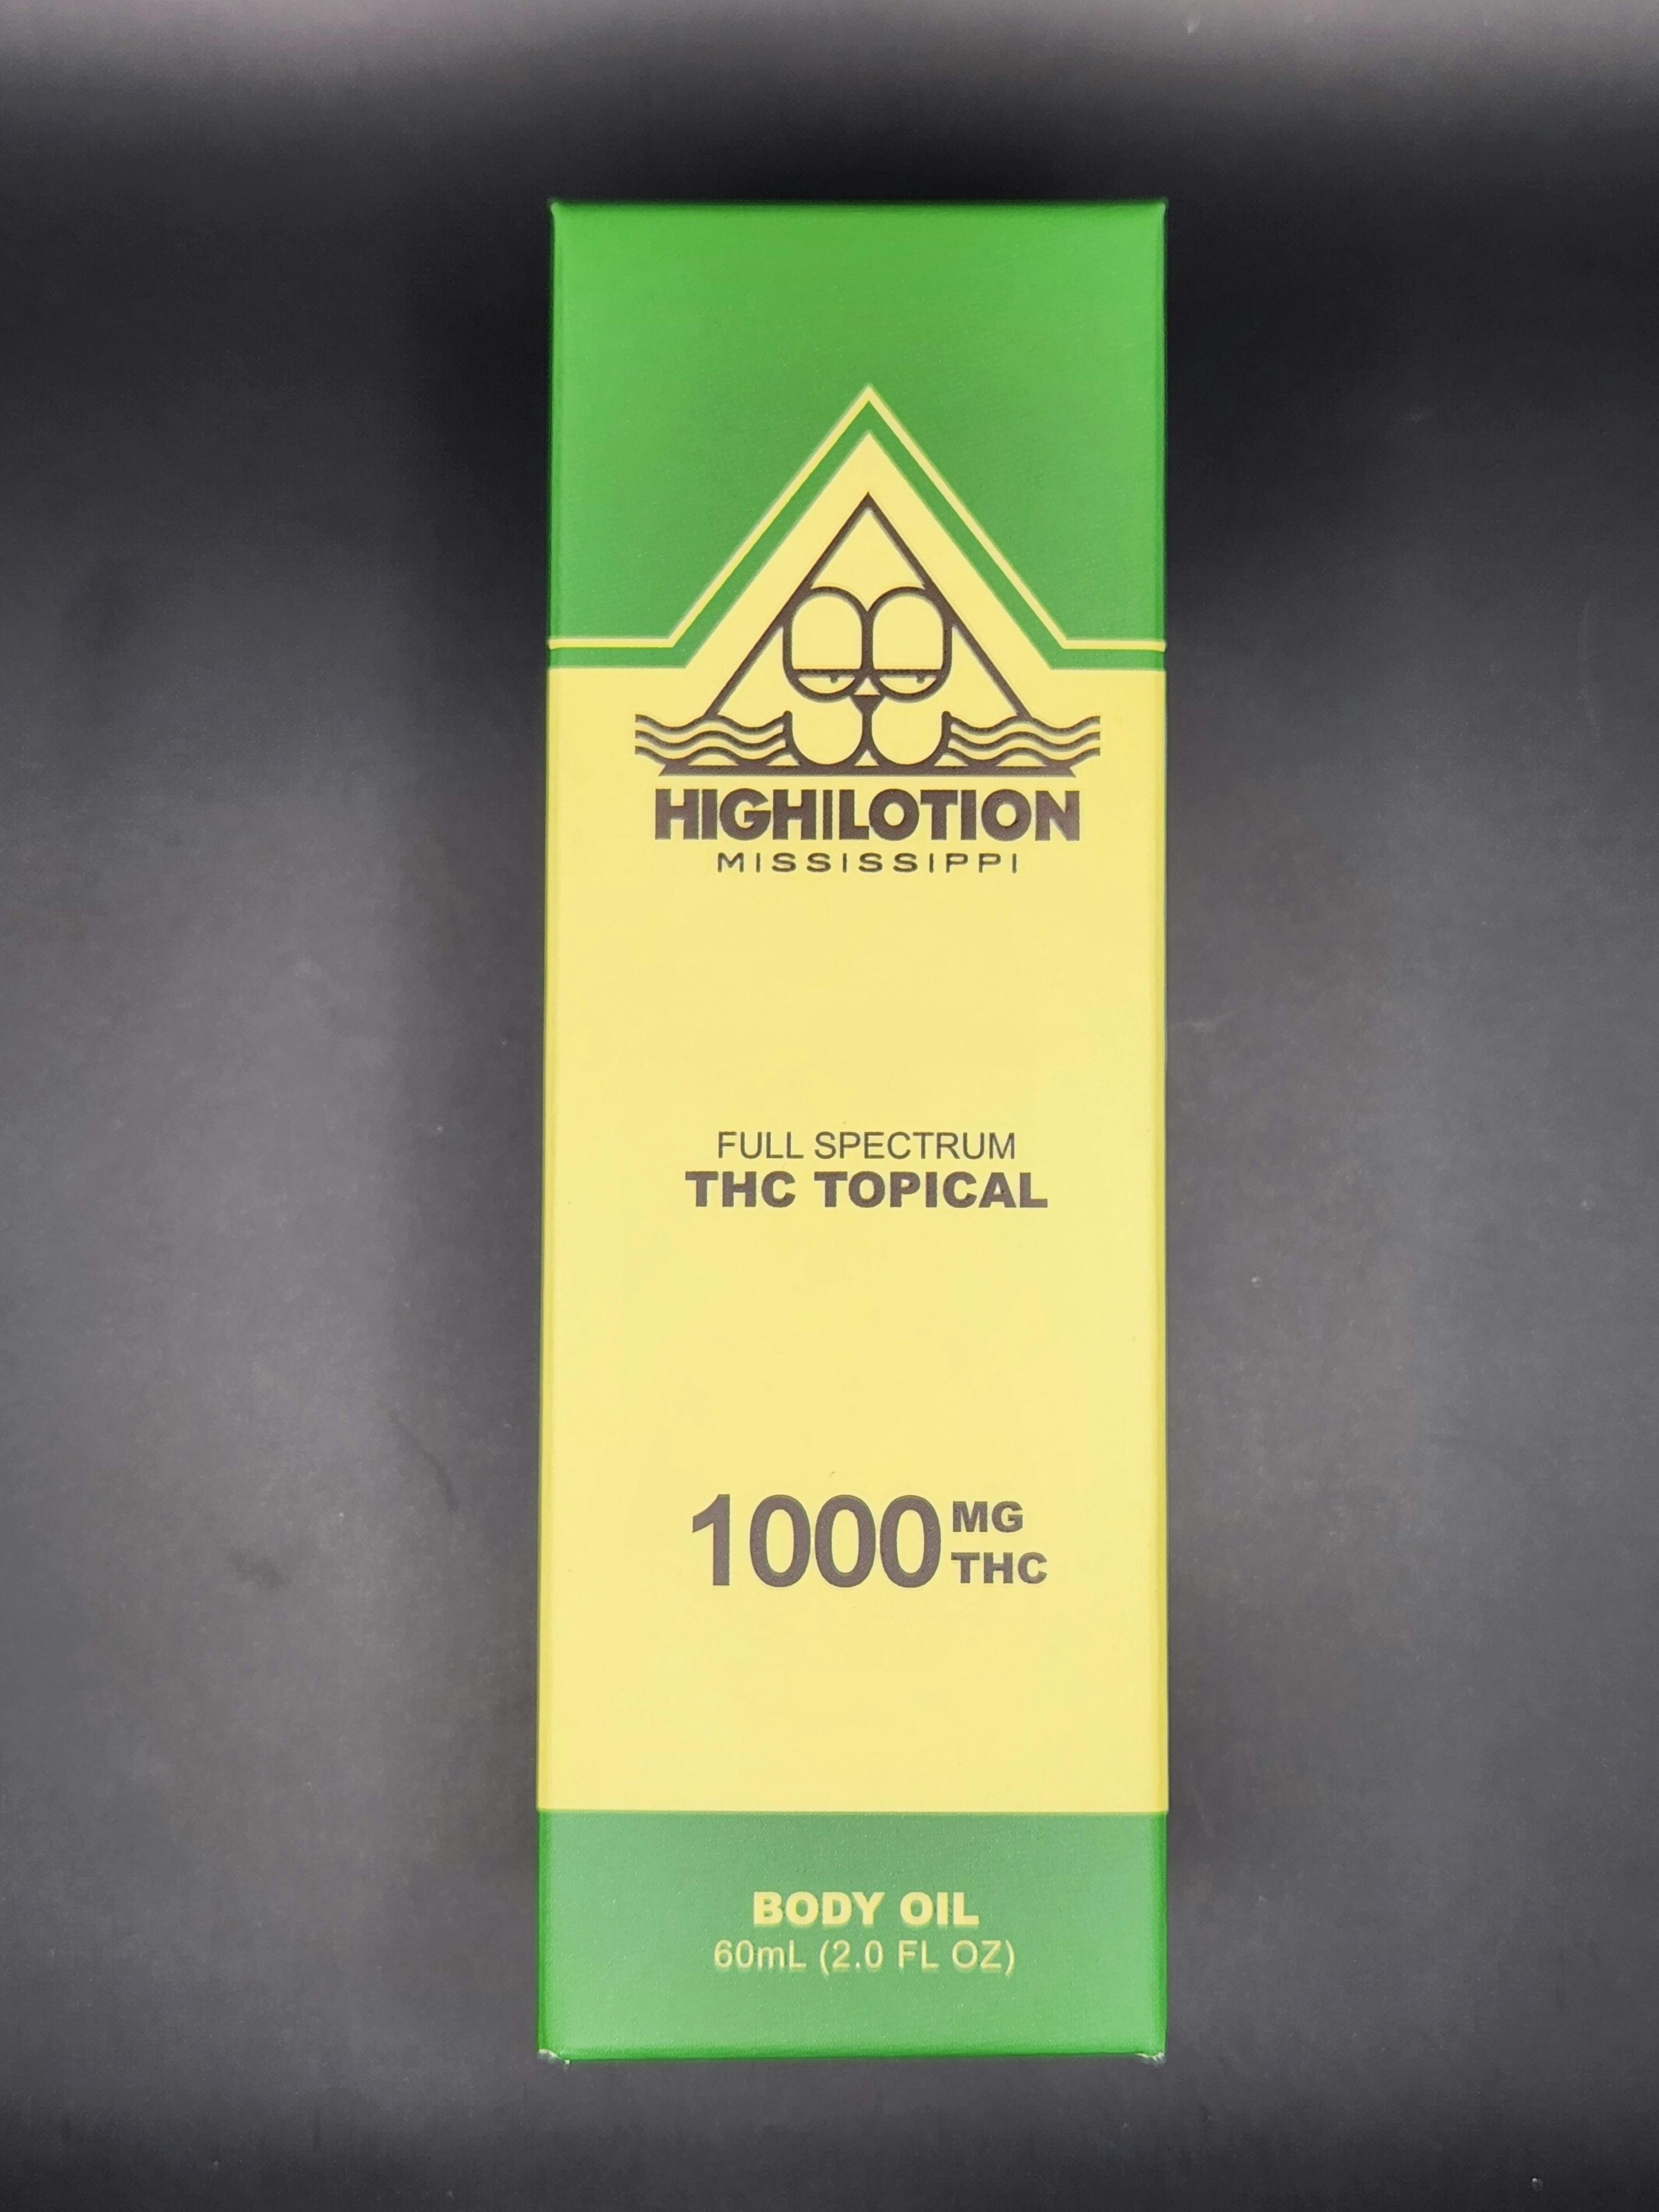 HIGHILOTION
MISSISSIPPI
FULL SPECTRUM
THC TOPICAL
1000 MG
THC
BODY OIL
60mL (2.0 FL OZ)